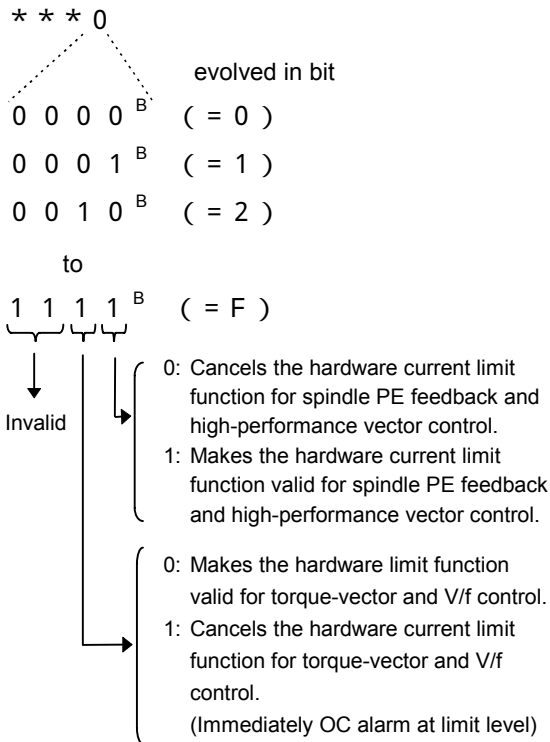 * * * 0
evolved in bit
0 0 0 0 B ( = 0 )
0 0 0 1 B ( = 1 )
0 0 1 0 B ( = 2 )
to
1 1 1 1 B ( = F )
Invalid
0: Cancels the hardware current limit
function for spindle PE feedback and
high-performance vector control.
1: Makes the hardware current limit
function valid for spindle PE feedback
and high-performance vector control.
0: Makes the hardware limit function
valid for torque-vector and V/f control.
1: Cancels the hardware current limit
function for torque-vector and V/f
control.
(Immediately OC alarm at limit level)